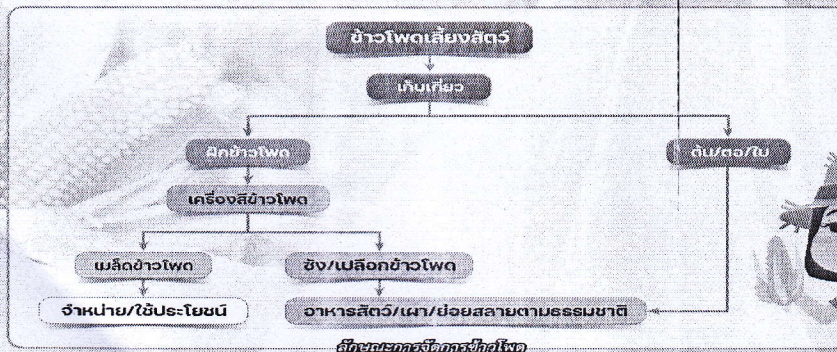 ข้าวโพดเลี้ยงสัตว์
เก็บเกี่ยว
ฝักข้าวโพด
ต้น/ตอ/ใบ
เครื่องสีข้าวโพด
เมล็ดข้าวโพด
ซัง/เปลือกข้าวโพด
จำหน่าย/ใช้ประโยชน์
อาหารสัตว์/เผา/ย่อยสลายตามธรรมชาติ
ลักษณะการจัดการข้าวโพด